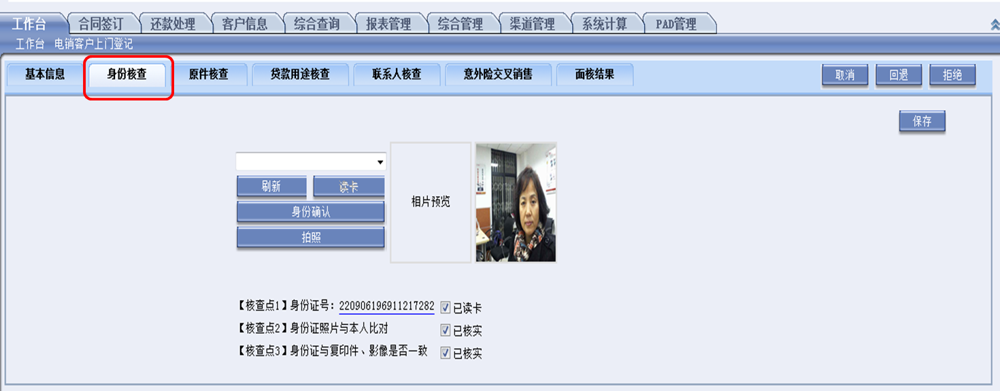 工作台 合同签订 还款处理 客户信息 综合查询 报表管理 综合管理 渠道管理 系统计算 PAD管理
工作台 电销客户上门登记
基本信息 身份核查 原件核查 贷款用途核查 联系人核查 意外险交叉销售 面核结果 取消 回退 拒绝
保存
刷新 读卡
相片预览
身份确认
拍照
【核查点1】身份证号：220906196911217282 已读卡
【核查点2】身份证照片与本人比对 已核实
【核查点3】身份证与复印件、影像是否一致 已核实